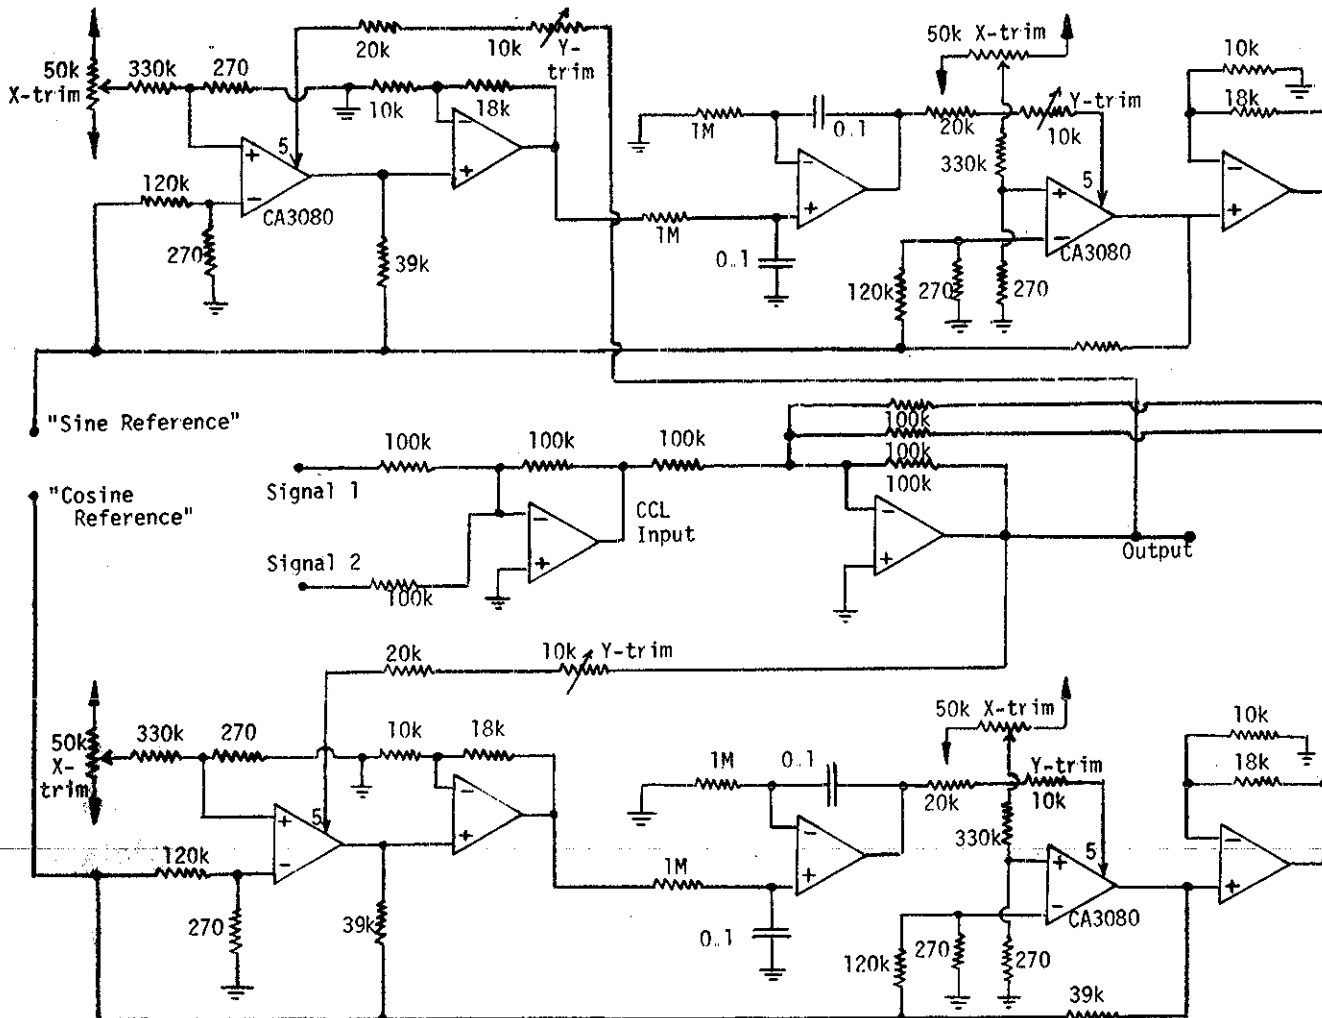 50k X-trim
10k
20k
10k
Y-trim
50k
X-trim
330k
270
10k
18k
1M
0.1
20k
Y-trim
10k
18k
330k
5
5
120k
CA3080
1M
CA3080
270
39k
0..1
120k
270
270
"Sine Reference"
100k
100k
100k
100k
100k
100k
Signal 1
"Cosine
Reference"
CCL
Input
Signal 2
100k
Output
20k
10k
Y-trim
50k
X-trim
10k
50k
X-trim
330k
270
10k
18k
1M
0.1
Y-trim
18k
20k
10k
330k
5
5
120k
1M
CA3080
270
39k
0..1
120k
270
270
39k